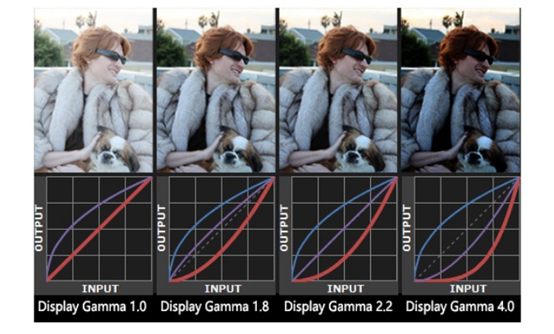 OUTPUT
OUTPUT
OUTPUT
OUTPUT
INPUT
INPUT
INPUT
INPUT
Display Gamma 1.0
Display Gamma 1.8
Display Gamma 2.2
Display Gamma 4.0